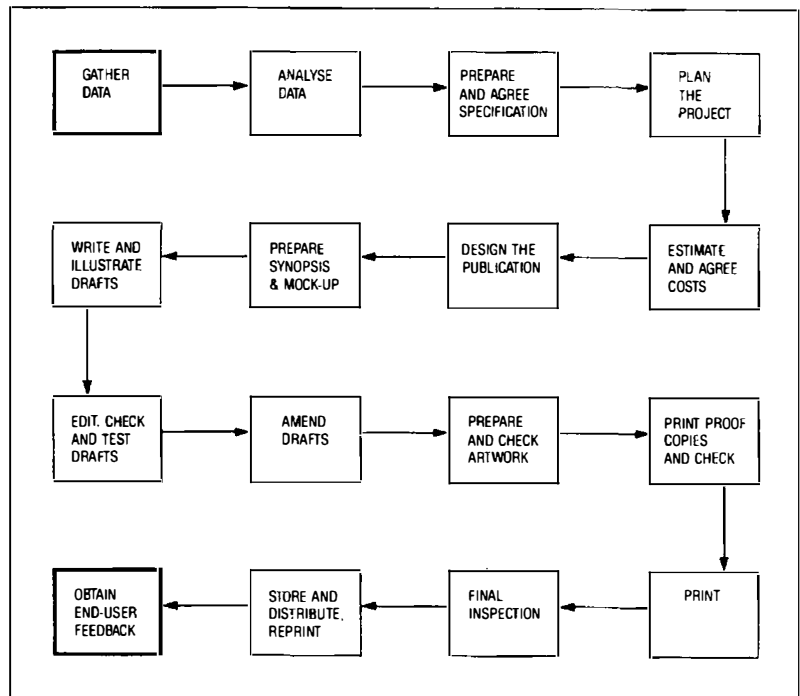 GATHER
DATA
ANALYSE
DATA
PREPARE
AND AGREE
SPECIFICATION
PLAN
THE
PROJECT
ESTIMATE
AND AGREE
COSTS
DESIGN THE
PUBLICATION
PREPARE
SYNOPSIS
& MOCK-UP
WRITE AND
ILLUSTRATE
DRAFTS
EDIT, CHECK
AND TEST
DRAFTS
AMEND
DRAFTS
PREPARE
AND CHECK
ARTWORK
PRINT PROOF
COPIES
AND CHECK
PRINT
FINAL
INSPECTION
STORE AND
DISTRIBUTE,
REPRINT
OBTAIN
END-USER
FEEDBACK